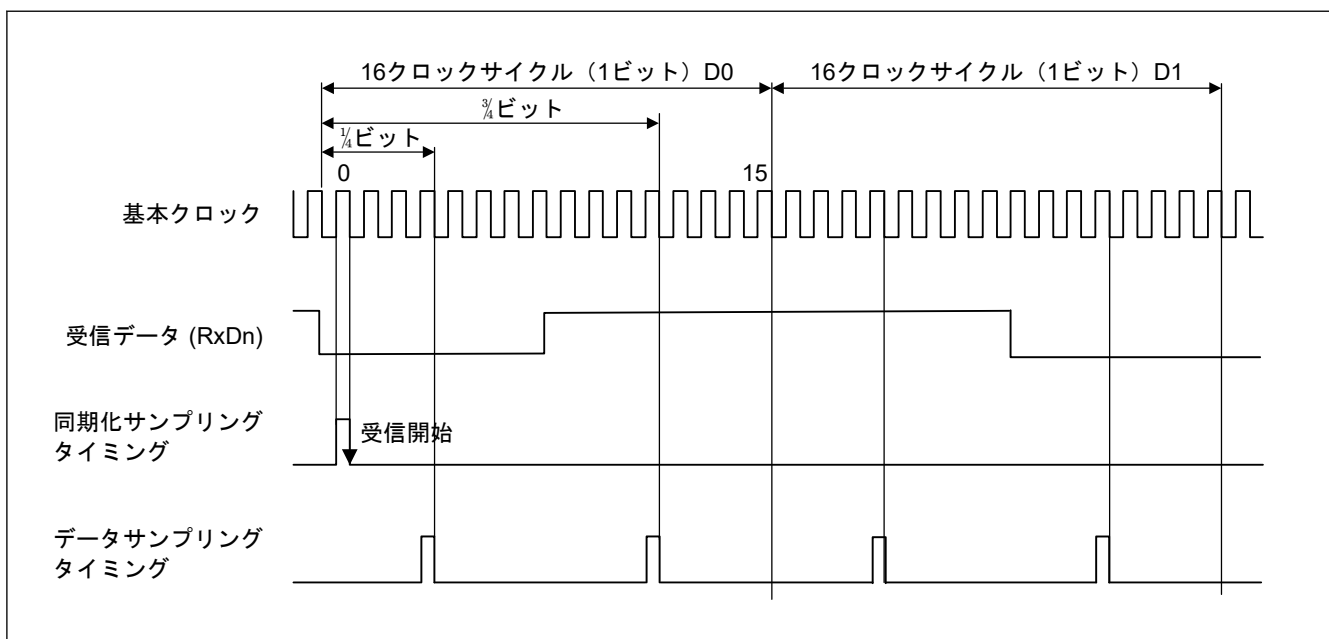 16クロックサイクル（1ビット）D0
16クロックサイクル（1ビット）D1
¾ビット
¼ビット
0
15
基本クロック
受信データ (RxDn)
同期化サンプリング
タイミング
受信開始
データサンプリング
タイミング